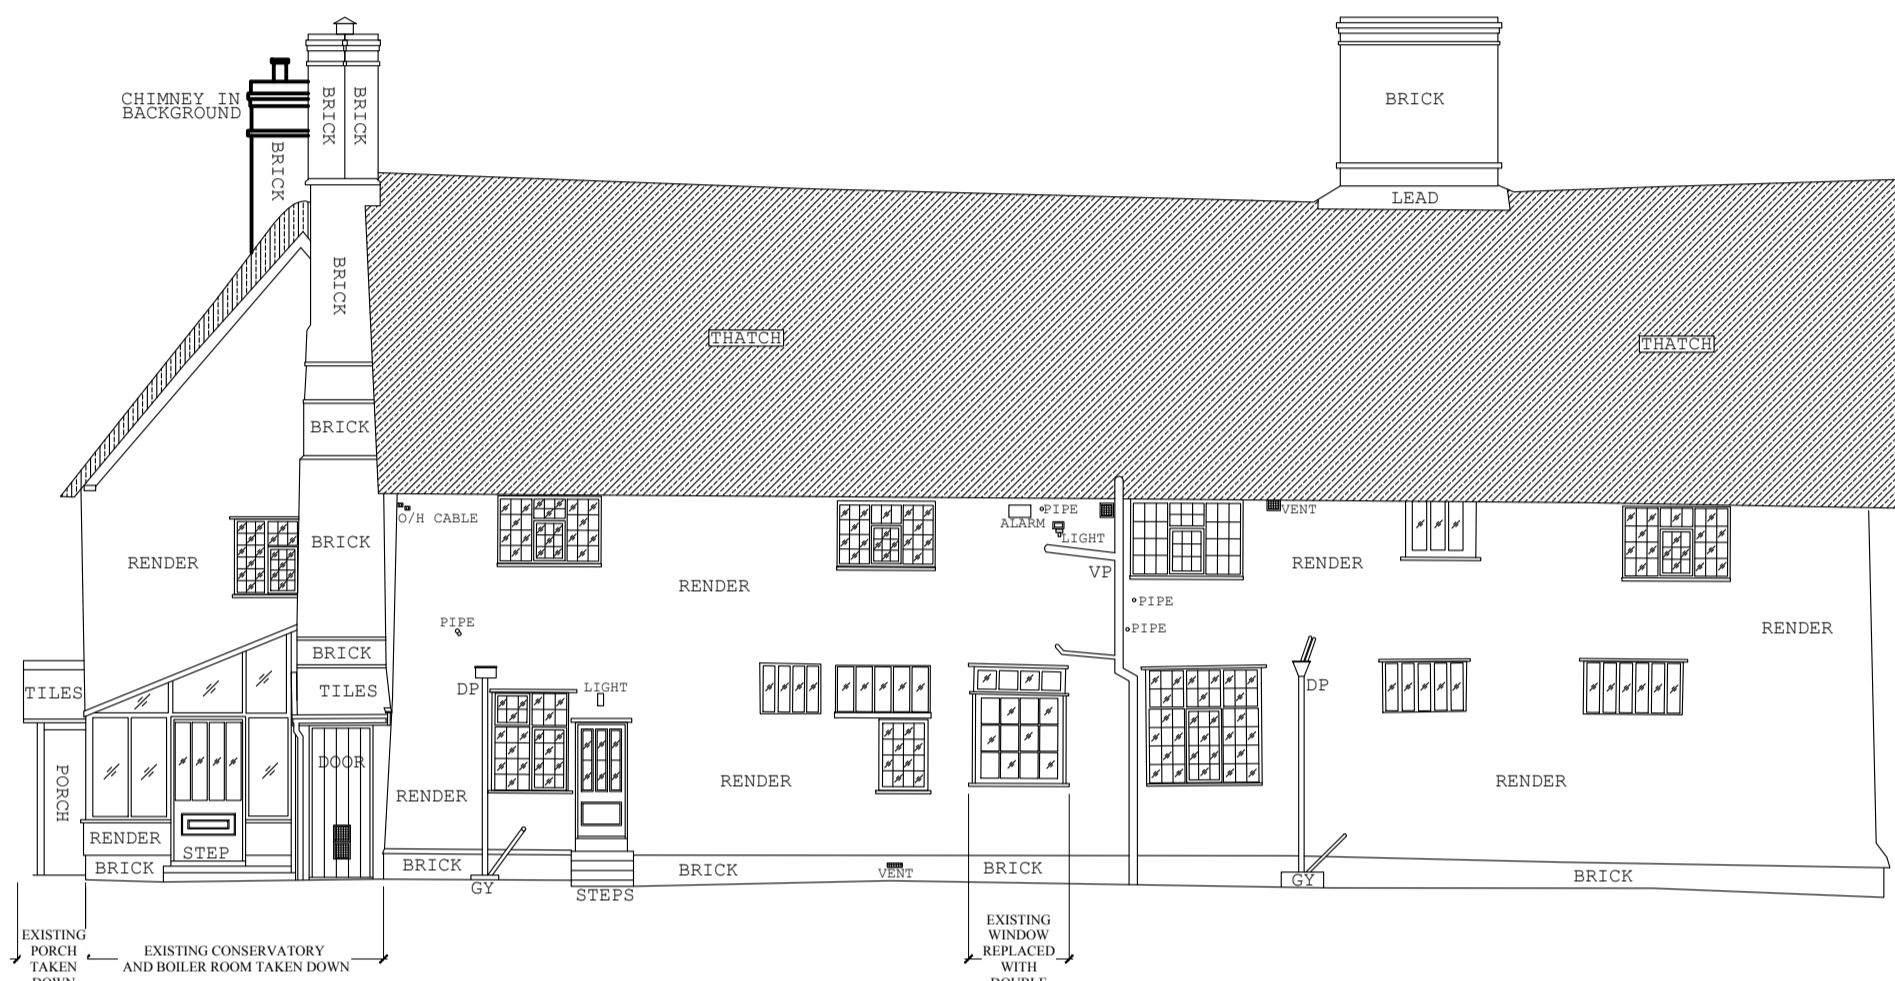 CHIMNEY IN
BACKGROUND
BRICK
BRICK
BRICK
BRICK
LEAD
BRICK
THATCH
THATCH
BRICK
O/H CABLE
PIPE
ALARM
LIGHT
VENT
BRICK
RENDER
RENDER
VP
RENDER
PIPE
PIPE
PIPE
RENDER
BRICK
TILES
TILES
DP
LIGHT
DP
PORCH
DOOR
RENDER
RENDER
RENDER
RENDER
STEP
BRICK
BRICK
BRICK
VENT
BRICK
BRICK
GY
STEPS
GY
EXISTING
PORCH
TAKEN
DOWN
EXISTING CONSERVATORY
AND BOILER ROOM TAKEN DOWN
EXISTING
WINDOW
REPLACED
WITH
DOUBLE